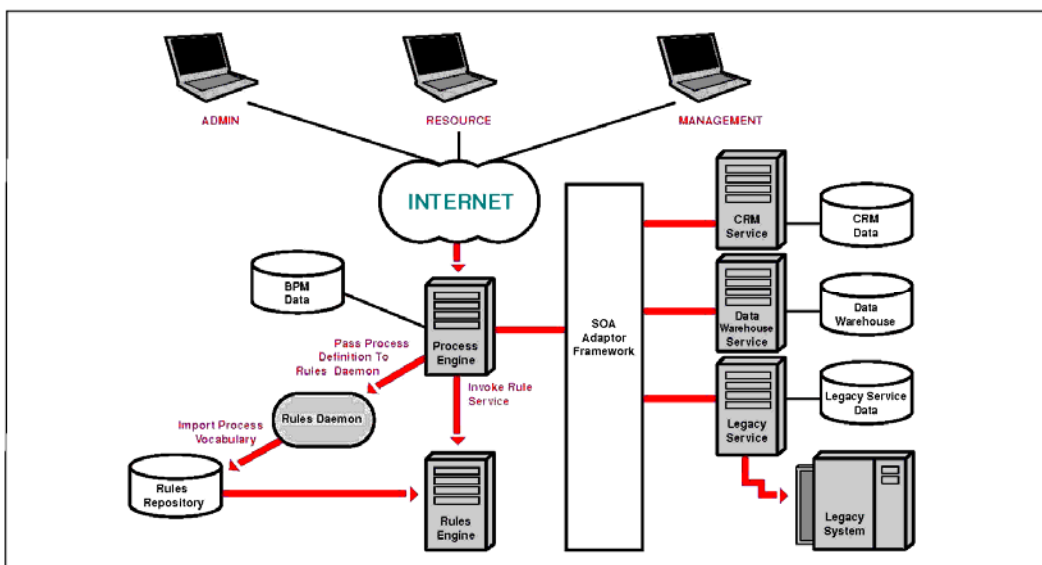 ADMIN
RESOURCE
MANAGEMENT
INTERNET
CRM
Service
CRM
Data
BPM
Data
Process
Engine
SOA
Adaptor
Framework
Data
Warehouse
Service
Data
Warehouse
Pass Process
Definition To
Rules Daemon
Invoke Rule
Service
Rules Daemon
Import Process
Vocabulary
Legacy
Service
Legacy Service
Data
Rules
Repository
Rules
Engine
Legacy
System